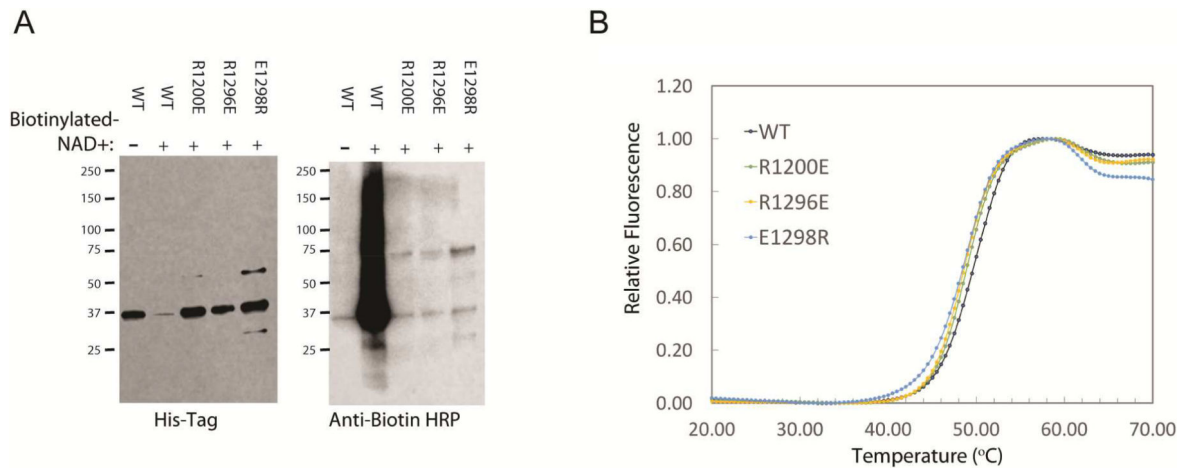 A
WT
WT
R1200E
R1296E
E1298R
WT
WT
R1200E
R1296E
E1298R
Biotinylated-
NAD+: – + + + + – + + + +
250
150
100
75
50
37
25
250
150
100
75
50
37
25
His-Tag
Anti-Biotin HRP
B
1.20
1.00
0.80
0.60
0.40
0.20
0.00
Relative Fluorescence
WT
R1200E
R1296E
E1298R
20.00 30.00 40.00 50.00 60.00 70.00
Temperature (°C)